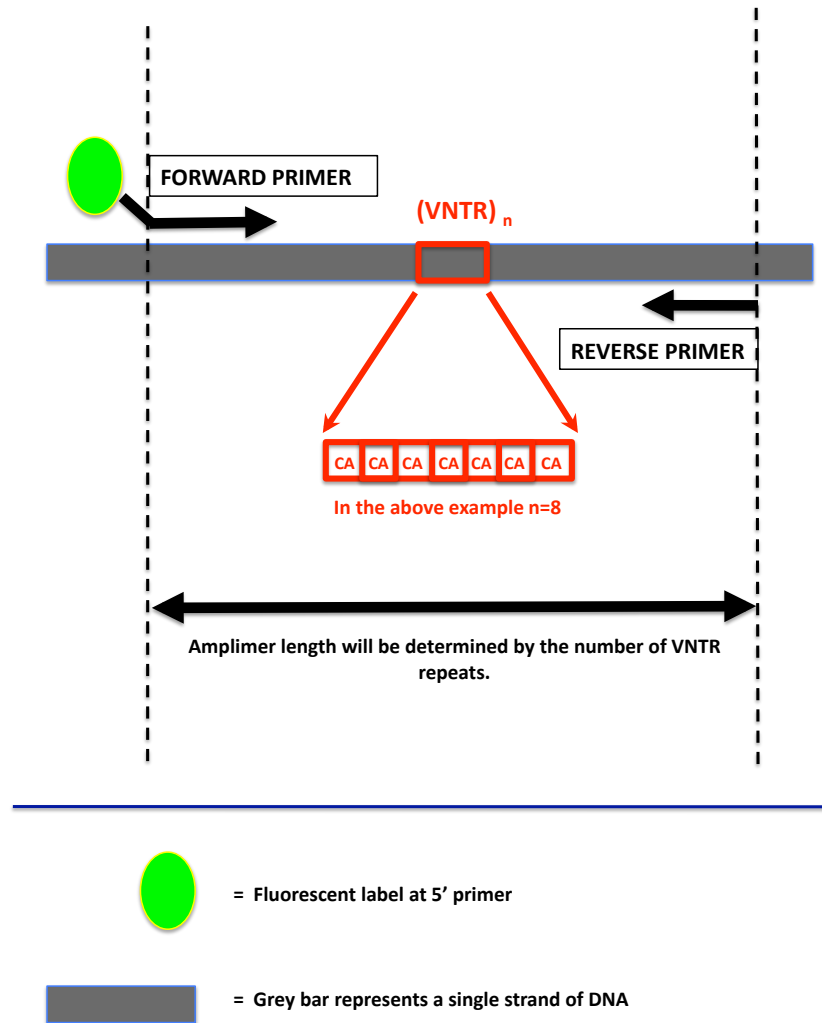 FORWARD PRIMER
(VNTR) n
REVERSE PRIMER
CA CA CA CA CA CA CA
In the above example n=8
Amplimer length will be determined by the number of VNTR
repeats.
= Fluorescent label at 5’ primer
= Grey bar represents a single strand of DNA